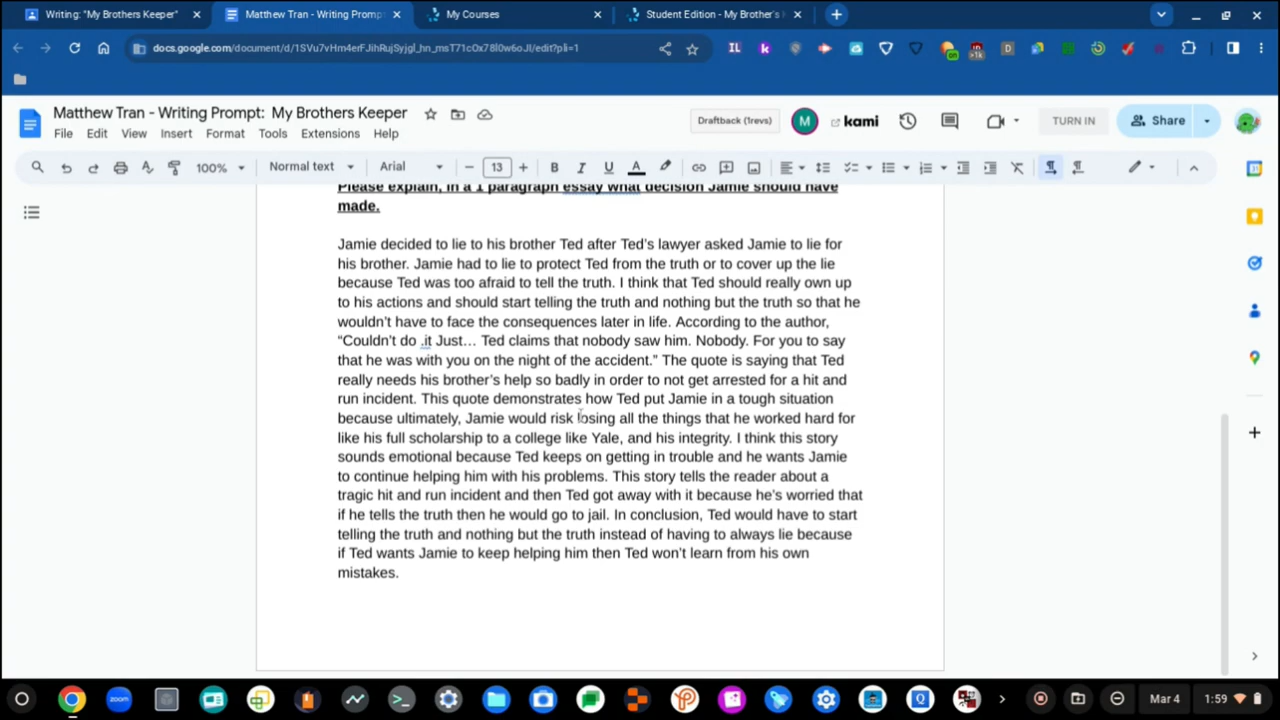 Writing: "My Brothers Keeper"
Matthew Tran - Writing Prompt
My Courses
Student Edition - My Brother's
docs.google.com/document/d/1SVu7vHm4erFJihRujSyjgl_hn_msT71cOx78l0w6oJI/edit?pli=1
Matthew Tran - Writing Prompt: My Brothers Keeper
File Edit View Insert Format Tools Extensions Help
Draftback (1revs)
M
kami
TURN IN
Share
100%
Normal text
Arial
13
Please explain, in a 1 paragraph essay what decision Jamie should have
made.
Jamie decided to lie to his brother Ted after Ted's lawyer asked Jamie to lie for
his brother. Jamie had to lie to protect Ted from the truth or to cover up the lie
because Ted was too afraid to tell the truth. I think that Ted should really own up
to his actions and should start telling the truth and nothing but the truth so that he
wouldn't have to face the consequences later in life. According to the author,
“Couldn't do .it Just… Ted claims that nobody saw him. Nobody. For you to say
that he was with you on the night of the accident.” The quote is saying that Ted
really needs his brother's help so badly in order to not get arrested for a hit and
run incident. This quote demonstrates how Ted put Jamie in a tough situation
because ultimately, Jamie would risk losing all the things that he worked hard for
like his full scholarship to a college like Yale, and his integrity. I think this story
sounds emotional because Ted keeps on getting in trouble and he wants Jamie
to continue helping him with his problems. This story tells the reader about a
tragic hit and run incident and then Ted got away with it because he's worried that
if he tells the truth then he would go to jail. In conclusion, Ted would have to start
telling the truth and nothing but the truth instead of having to always lie because
if Ted wants Jamie to keep helping him then Ted won't learn from his own
mistakes.
zoom
Mar 4
1:59